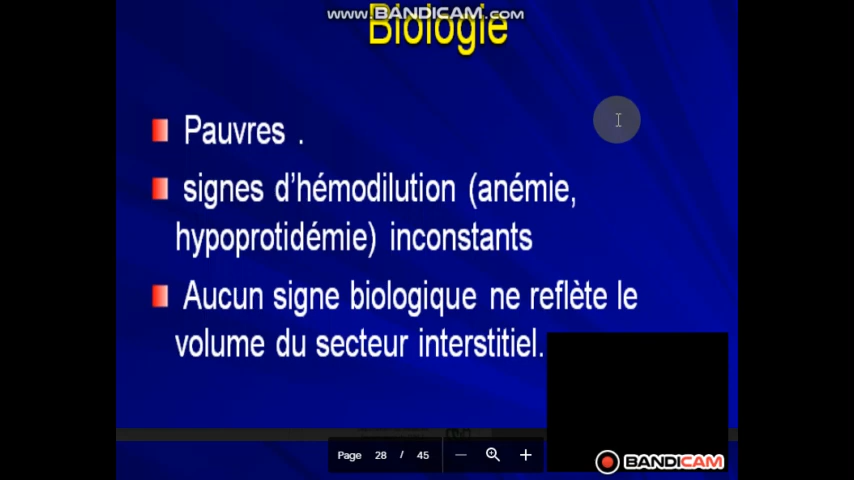 www.BANDICAM.com
Biologie
Pauvres .
signes d'hémodilution (anémie,
hypoprotidémie) inconstants
Aucun signe biologique ne reflète le
volume du secteur interstitiel.
Page 28 / 45
BANDICAM